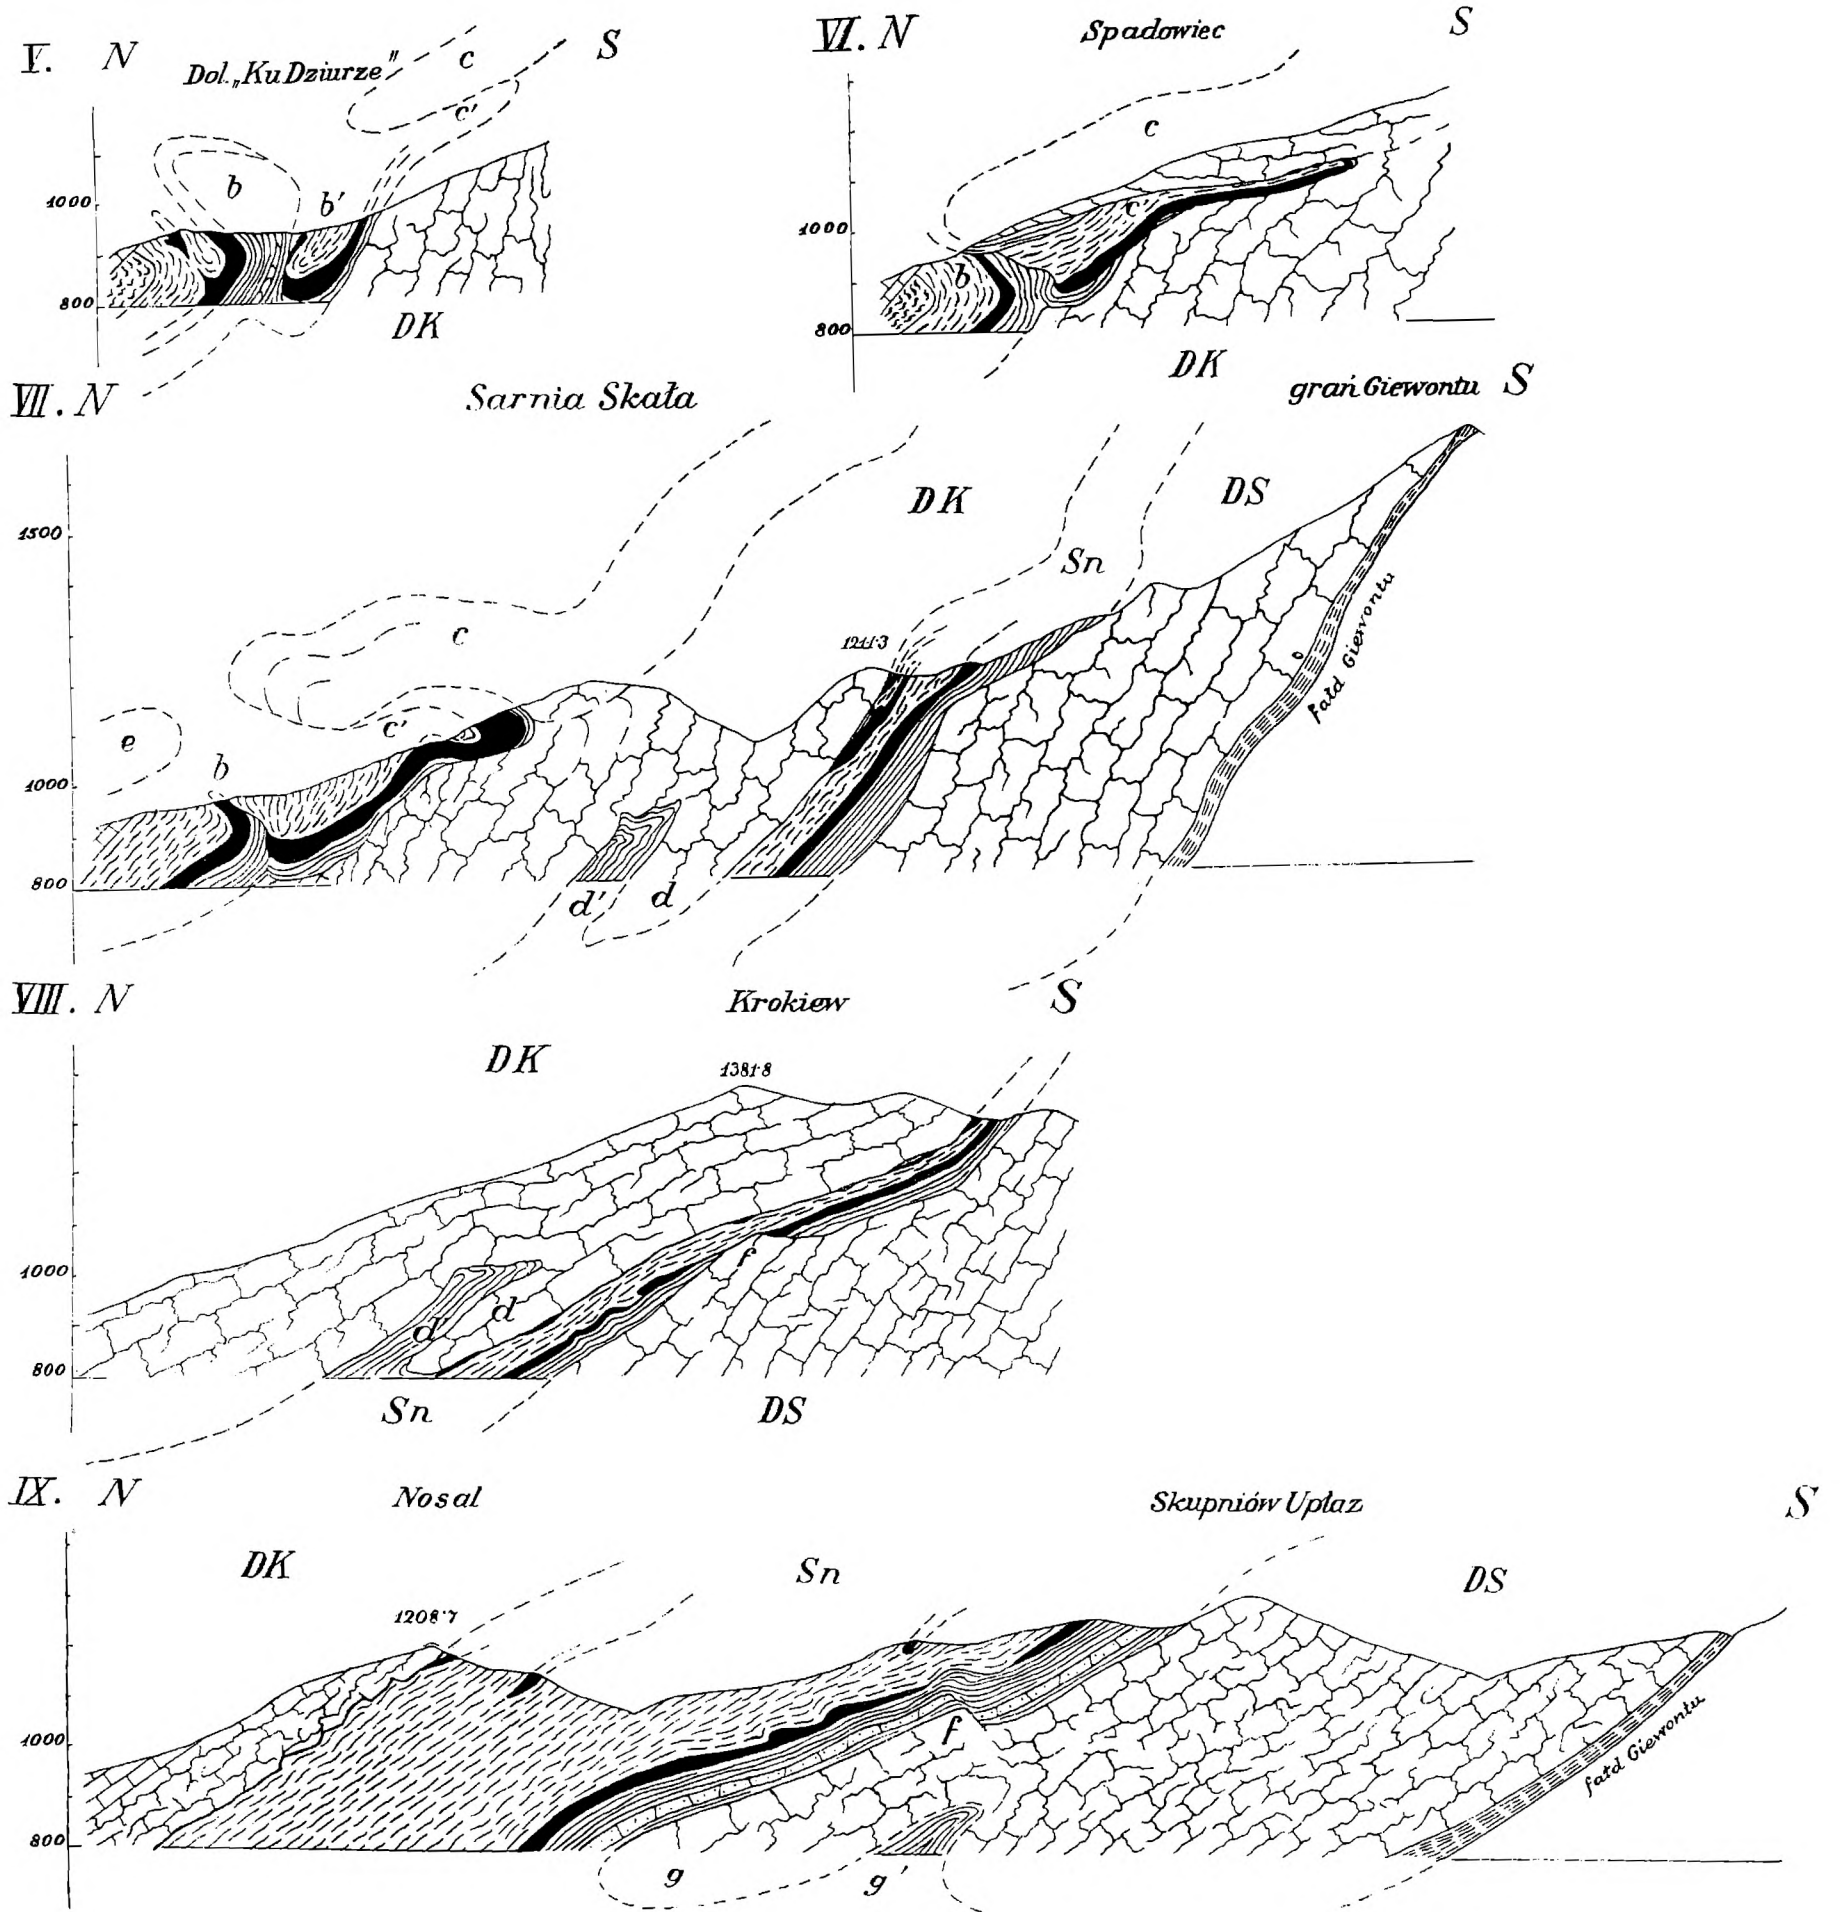 V. N Dol. „Ku Dziurze” S
c
c'
b
b'
1000
800
DK
VI. N Spadowiec S
c
c'
1000
b
800
DK
VII. N Sarnia Skała grań Giewontu S
DK
DS
1500
Sn
c
1211·3
fałd Giewontu
c'
e
b
1000
800
d'
d
VIII. N Krokiew S
DK
1381·8
1000
f
d
d'
800
Sn
DS
IX. N Nosal Skupniów Upłaz S
DK
Sn
DS
1208·7
1000
f
fałd Giewontu
800
g
g'